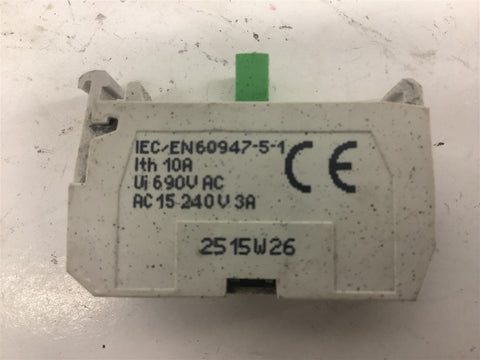 IEC/EN60947-5-1
Ith 10A
Ui 690V AC
AC15 240V 3A
CE
2515W26